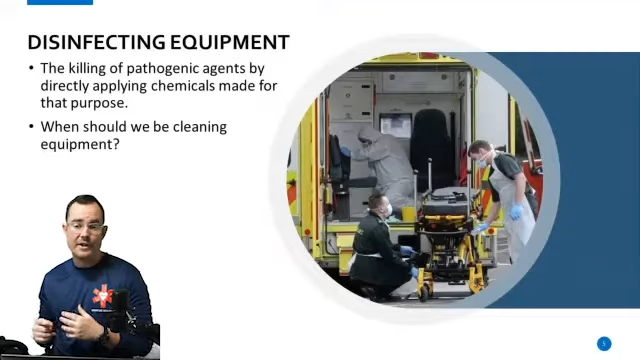 DISINFECTING EQUIPMENT
• The killing of pathogenic agents by
directly applying chemicals made for
that purpose.
• When should we be cleaning
equipment?
5